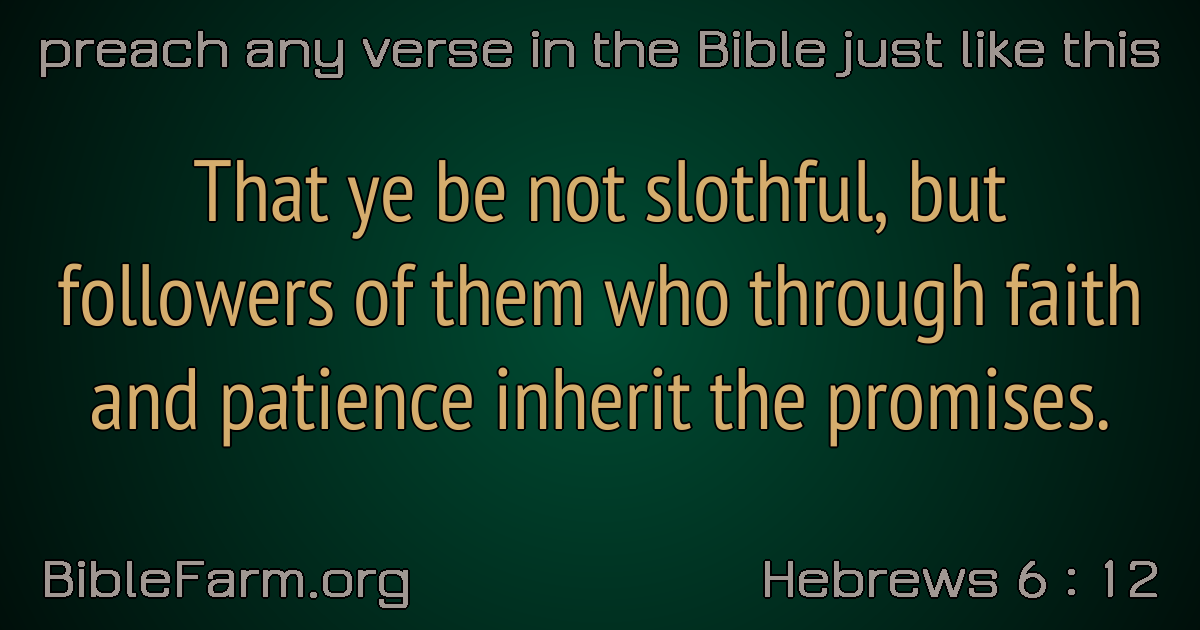 preach any verse in the Bible just like this
That ye be not slothful, but
followers of them who through faith
and patience inherit the promises.
BibleFarm.org
Hebrews 6 : 12